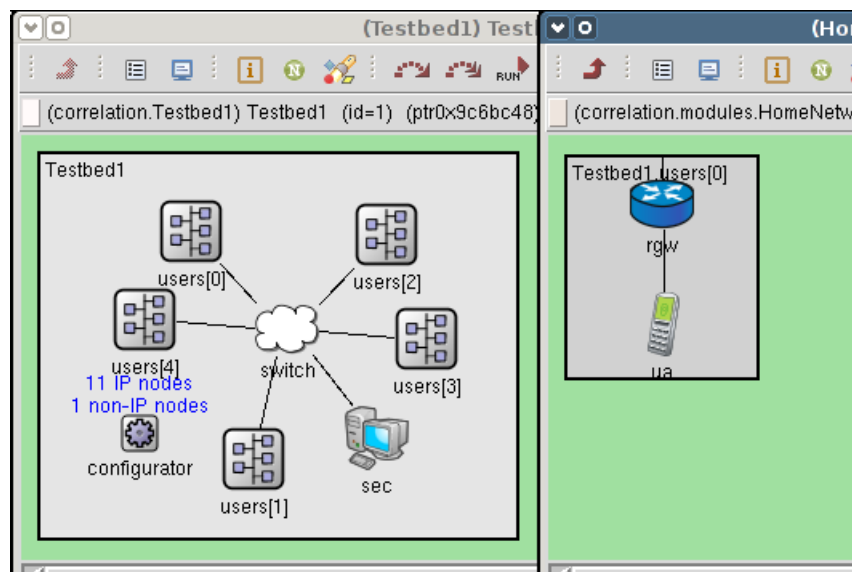 (Testbed1) Test
(Hor
RUN
(correlation.Testbed1) Testbed1 (id=1) (ptr0x9c6bc48)
(correlation.modules.HomeNetw
Testbed1
users[0]
users[2]
users[4]
switch
users[3]
11 IP nodes
1 non-IP nodes
configurator
users[1]
sec
Testbed1.users[0]
rgw
ua